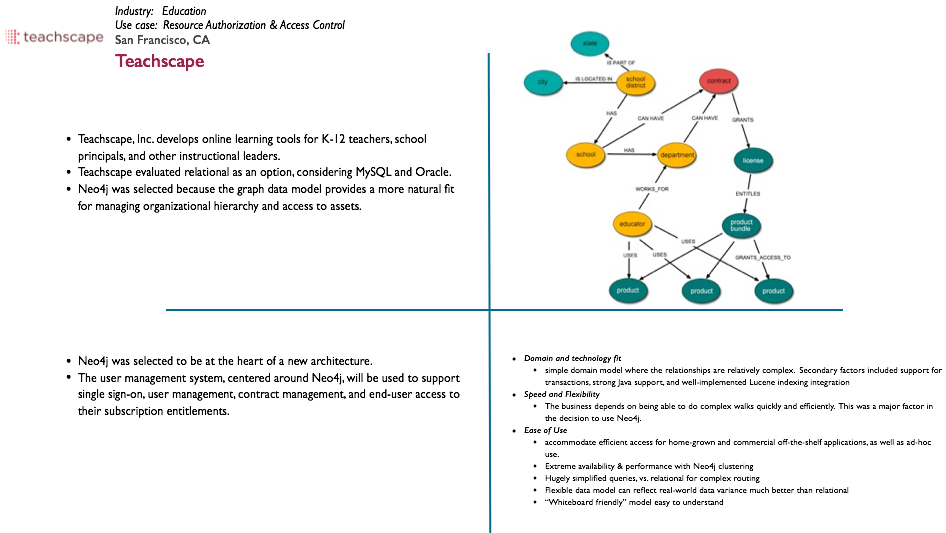 Industry: Education
Use case: Resource Authorization & Access Control
teachscape
San Francisco, CA
Teachscape
• Teachscape, Inc. develops online learning tools for K-12 teachers, school
principals, and other instructional leaders.
• Teachscape evaluated relational as an option, considering MySQL and Oracle.
• Neo4j was selected because the graph data model provides a more natural fit
for managing organizational hierarchy and access to assets.
state
IS PART OF
city
IS LOCATED IN
school
district
contract
HAS
CAN HAVE
CAN HAVE
GRANTS
school
HAS
department
license
WORKS_FOR
ENTITLES
educator
product
bundle
USES
USES
USES
GRANTS_ACCESS_TO
product
product
product
• Neo4j was selected to be at the heart of a new architecture.
• The user management system, centered around Neo4j, will be used to support
single sign-on, user management, contract management, and end-user access to
their subscription entitlements.
• Domain and technology fit
• simple domain model where the relationships are relatively complex. Secondary factors included support for
transactions, strong Java support, and well-implemented Lucene indexing integration
• Speed and Flexibility
• The business depends on being able to do complex walks quickly and efficiently. This was a major factor in
the decision to use Neo4j.
• Ease of Use
• accommodate efficient access for home-grown and commercial off-the-shelf applications, as well as ad-hoc
use.
• Extreme availability & performance with Neo4j clustering
• Hugely simplified queries, vs. relational for complex routing
• Flexible data model can reflect real-world data variance much better than relational
• “Whiteboard friendly” model easy to understand